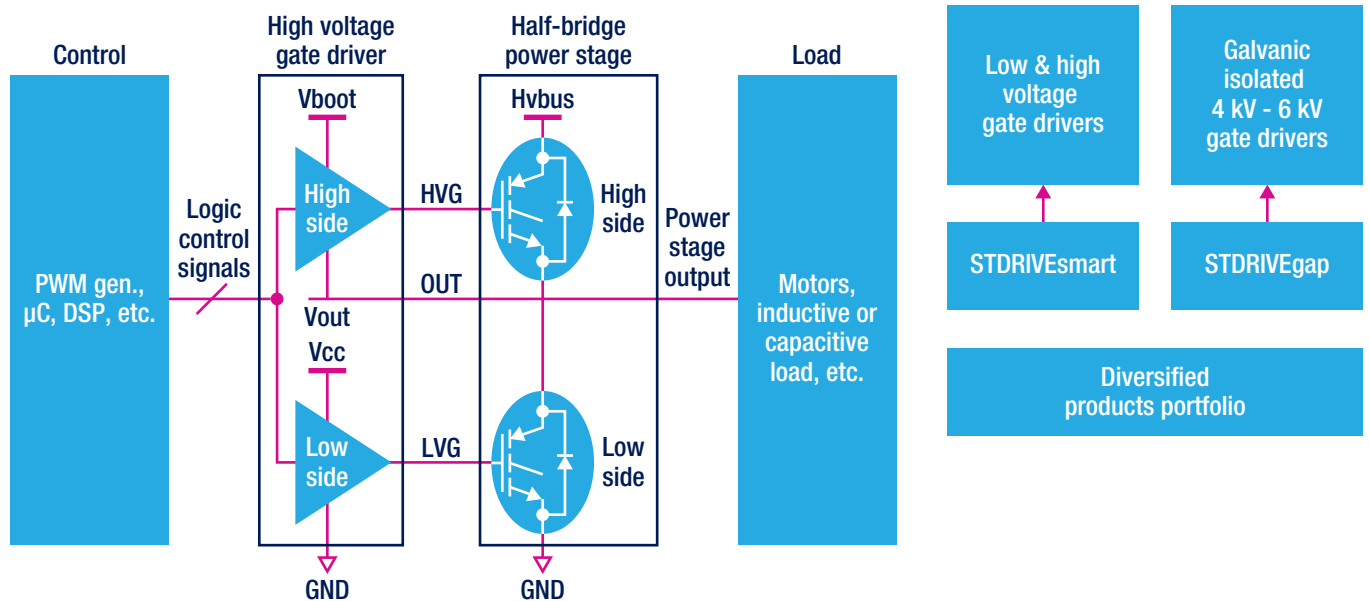 Control
PWM gen.,
µC, DSP, etc.
Logic
control
signals
High voltage
gate driver
Vboot
High
side
Vout
Vcc
Low
side
GND
HVG
OUT
LVG
Half-bridge
power stage
Hvbus
High
side
Low
side
GND
Power
stage
output
Load
Motors,
inductive or
capacitive
load, etc.
Low & high
voltage
gate drivers
Galvanic
isolated
4 kV - 6 kV
gate drivers
STDRIVEsmart
STDRIVEgap
Diversified
products portfolio